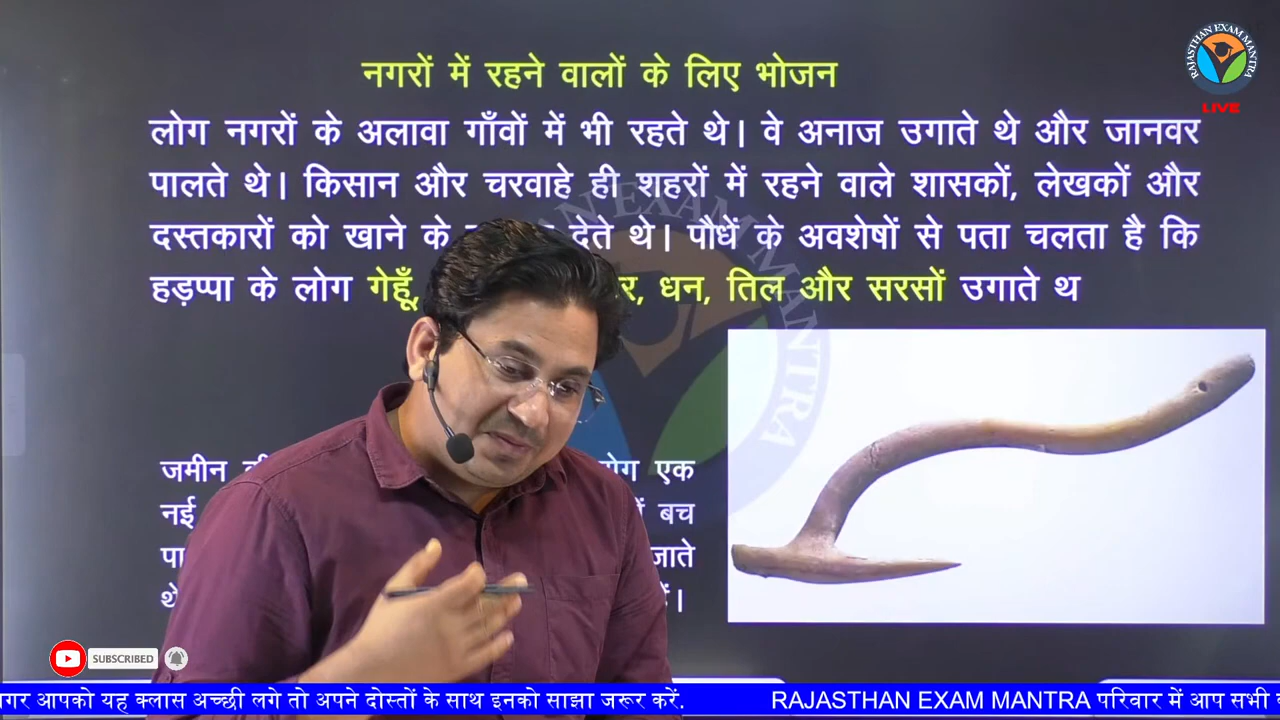 नगरों में रहने वालों के लिए भोजन
RAJASTHAN EXAM MANTRA
LIVE
लोग नगरों के अलावा गाँवों में भी रहते थे। वे अनाज उगाते थे और जानवर
पालते थे। किसान और चरवाहे ही शहरों में रहने वाले शासकों, लेखकों और
दस्तकारों को खाने के देते थे। पौधें के अवशेषों से पता चलता है कि
हड़प्पा के लोग गेहूँ, धन, तिल और सरसों उगाते थ
जमीन एक
नई बच
जाते
SUBSCRIBED
आपको यह क्लास अच्छी लगे तो अपने दोस्तों के साथ इनको साझा जरूर करें. RAJASTHAN EXAM MANTRA परिवार में आप सभी